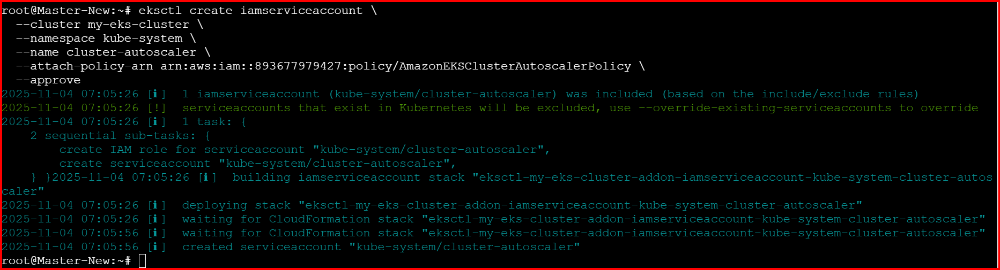 root@Master-New:~# eksctl create iamserviceaccount \
  --cluster my-eks-cluster \
  --namespace kube-system \
  --name cluster-autoscaler \
  --attach-policy-arn arn:aws:iam::893677979427:policy/AmazonEKSClusterAutoscalerPolicy \
  --approve
2025-11-04 07:05:26 [ℹ]  1 iamserviceaccount (kube-system/cluster-autoscaler) was included (based on the include/exclude rules)
2025-11-04 07:05:26 [!]  serviceaccounts that exist in Kubernetes will be excluded, use --override-existing-serviceaccounts to override
2025-11-04 07:05:26 [ℹ]  1 task: {
    2 sequential sub-tasks: {
        create IAM role for serviceaccount "kube-system/cluster-autoscaler",
        create serviceaccount "kube-system/cluster-autoscaler",
    } }2025-11-04 07:05:26 [ℹ]  building iamserviceaccount stack "eksctl-my-eks-cluster-addon-iamserviceaccount-kube-system-cluster-autos
caler"
2025-11-04 07:05:26 [ℹ]  deploying stack "eksctl-my-eks-cluster-addon-iamserviceaccount-kube-system-cluster-autoscaler"
2025-11-04 07:05:26 [ℹ]  waiting for CloudFormation stack "eksctl-my-eks-cluster-addon-iamserviceaccount-kube-system-cluster-autoscaler"
2025-11-04 07:05:56 [ℹ]  waiting for CloudFormation stack "eksctl-my-eks-cluster-addon-iamserviceaccount-kube-system-cluster-autoscaler"
2025-11-04 07:05:56 [ℹ]  created serviceaccount "kube-system/cluster-autoscaler"
root@Master-New:~#